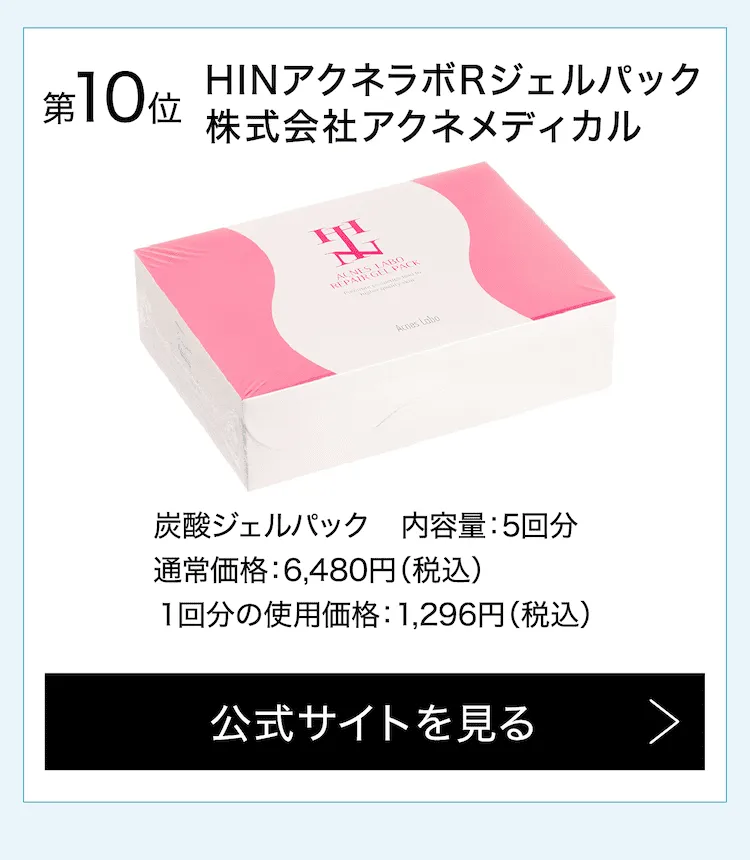 第10位
HINアクネラボRジェルパック
株式会社アクネメディカル
HIN
ACNES LABO
REPAIR GEL PACK
Acnes Labo
炭酸ジェルパック　内容量：5回分
通常価格：6,480円（税込）
1回分の使用価格：1,296円（税込）
公式サイトを見る